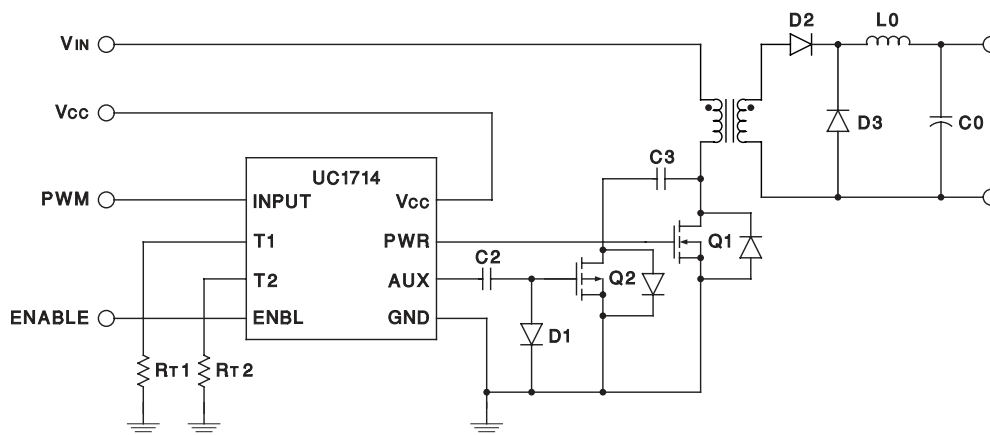 D2
L0
VIN
VCC
D3
C0
C3
UC1714
PWM
INPUT
VCC
T1
PWR
Q1
C2
T2
AUX
Q2
ENABLE
ENBL
GND
D1
RT1
RT2